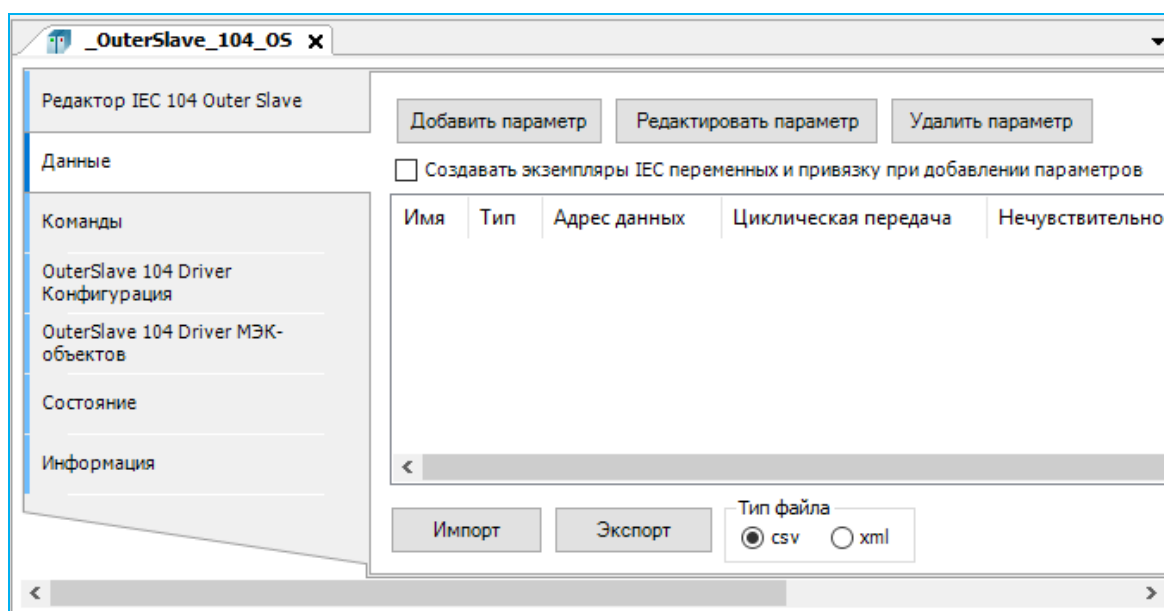 _OuterSlave_104_OS
Редактор IEC 104 Outer Slave
Данные
Команды
OuterSlave 104 Driver
Конфигурация
OuterSlave 104 Driver МЭК-
объектов
Состояние
Информация
Добавить параметр Редактировать параметр Удалить параметр
Создавать экземпляры IEC переменных и привязку при добавлении параметров
Имя Тип Адрес данных Циклическая передача Нечувствительно
Импорт Экспорт Тип файла
csv xml